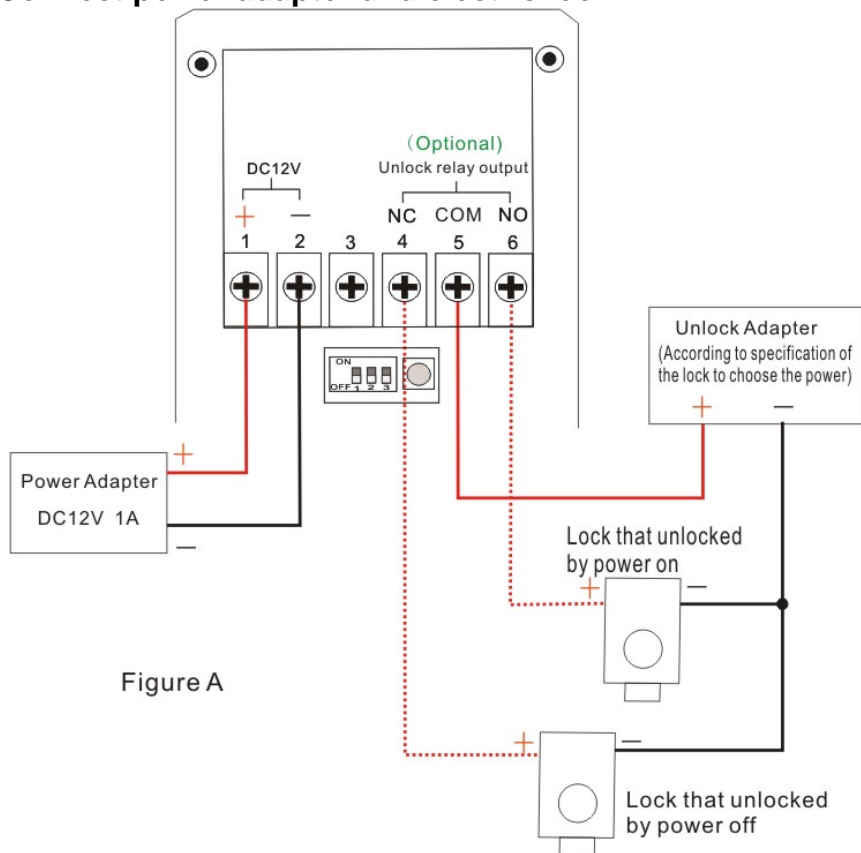 (Optional)
DC12V
Unlock relay output
+ —
NC COM NO
1 2 3 4 5 6
ON
OFF 1 2 3
Unlock Adapter
(According to specification of
the lock to choose the power)
+ —
+
Power Adapter
DC12V 1A
—
Lock that unlocked
by power on
+ —
Figure A
+ —
Lock that unlocked
by power off